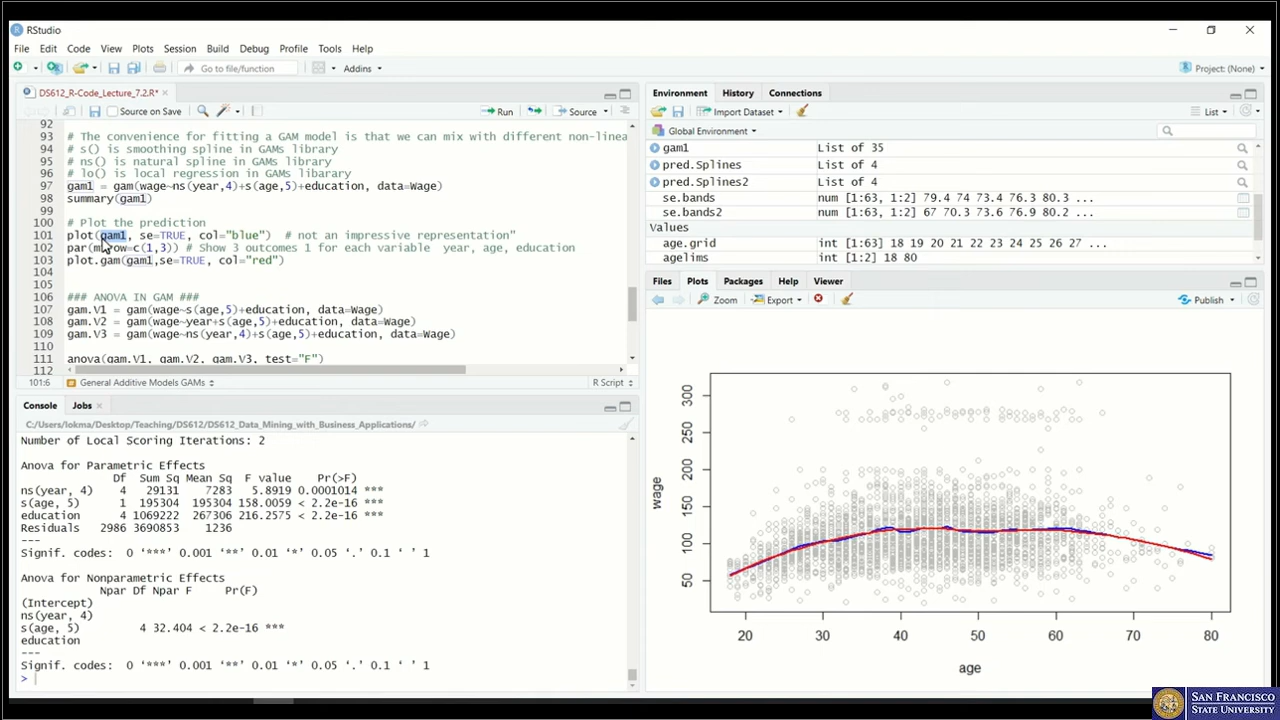 RStudio
File Edit Code View Plots Session Build Debug Profile Tools Help
Go to file/function Addins Project: (None)
DS612_R-Code_Lecture_7.2.R*
Source on Save Run Source
92
93 # The convenience for fitting a GAM model is that we can mix with different non-linea
94 # s() is smoothing spline in GAMs library
95 # ns() is natural spline in GAMs library
96 # lo() is local regression in GAMs libarary
97 gam1 = gam(wage~ns(year,4)+s(age,5)+education, data=Wage)
98 summary(gam1)
99
100 # Plot the prediction
101 plot(gam1, se=TRUE, col="blue") # not an impressive representation"
102 par(mfrow=c(1,3)) # Show 3 outcomes 1 for each variable year, age, education
103 plot.gam(gam1,se=TRUE, col="red")
104
105
106 ### ANOVA IN GAM ###
107 gam.V1 = gam(wage~s(age,5)+education, data=Wage)
108 gam.V2 = gam(wage~year+s(age,5)+education, data=Wage)
109 gam.V3 = gam(wage~ns(year,4)+s(age,5)+education, data=Wage)
110
111 anova(gam.V1, gam.V2, gam.V3, test="F")
112
101:6 General Additive Models GAMs R Script
Console Jobs
C:/Users/lokma/Desktop/Teaching/DS612/DS612_Data_Mining_with_Business_Applications/
Number of Local Scoring Iterations: 2
Anova for Parametric Effects
Df Sum Sq Mean Sq F value Pr(>F)
ns(year, 4) 4 29131 7283 5.8919 0.0001014 ***
s(age, 5) 1 195304 195304 158.0059 < 2.2e-16 ***
education 4 1069222 267306 216.2575 < 2.2e-16 ***
Residuals 2986 3690853 1236
---
Signif. codes: 0 ‘***’ 0.001 ‘**’ 0.01 ‘*’ 0.05 ‘.’ 0.1 ‘ ’ 1
Anova for Nonparametric Effects
Npar Df Npar F Pr(F)
(Intercept)
ns(year, 4)
s(age, 5) 4 32.404 < 2.2e-16 ***
education
---
Signif. codes: 0 ‘***’ 0.001 ‘**’ 0.01 ‘*’ 0.05 ‘.’ 0.1 ‘ ’ 1
>
Environment History Connections
Import Dataset List
Global Environment
gam1 List of 35
pred.Splines List of 4
pred.Splines2 List of 4
se.bands num [1:63, 1:2] 79.4 74 73.4 76.3 80.3 ...
se.bands2 num [1:63, 1:2] 67 70.3 73.6 76.9 80.2 ...
Values
age.grid int [1:63] 18 19 20 21 22 23 24 25 26 27 ...
agelims int [1:2] 18 80
Files Plots Packages Help Viewer
Zoom Export Publish
300
250
200
150
100
50
wage
20 30 40 50 60 70 80
age
SAN FRANCISCO
STATE UNIVERSITY